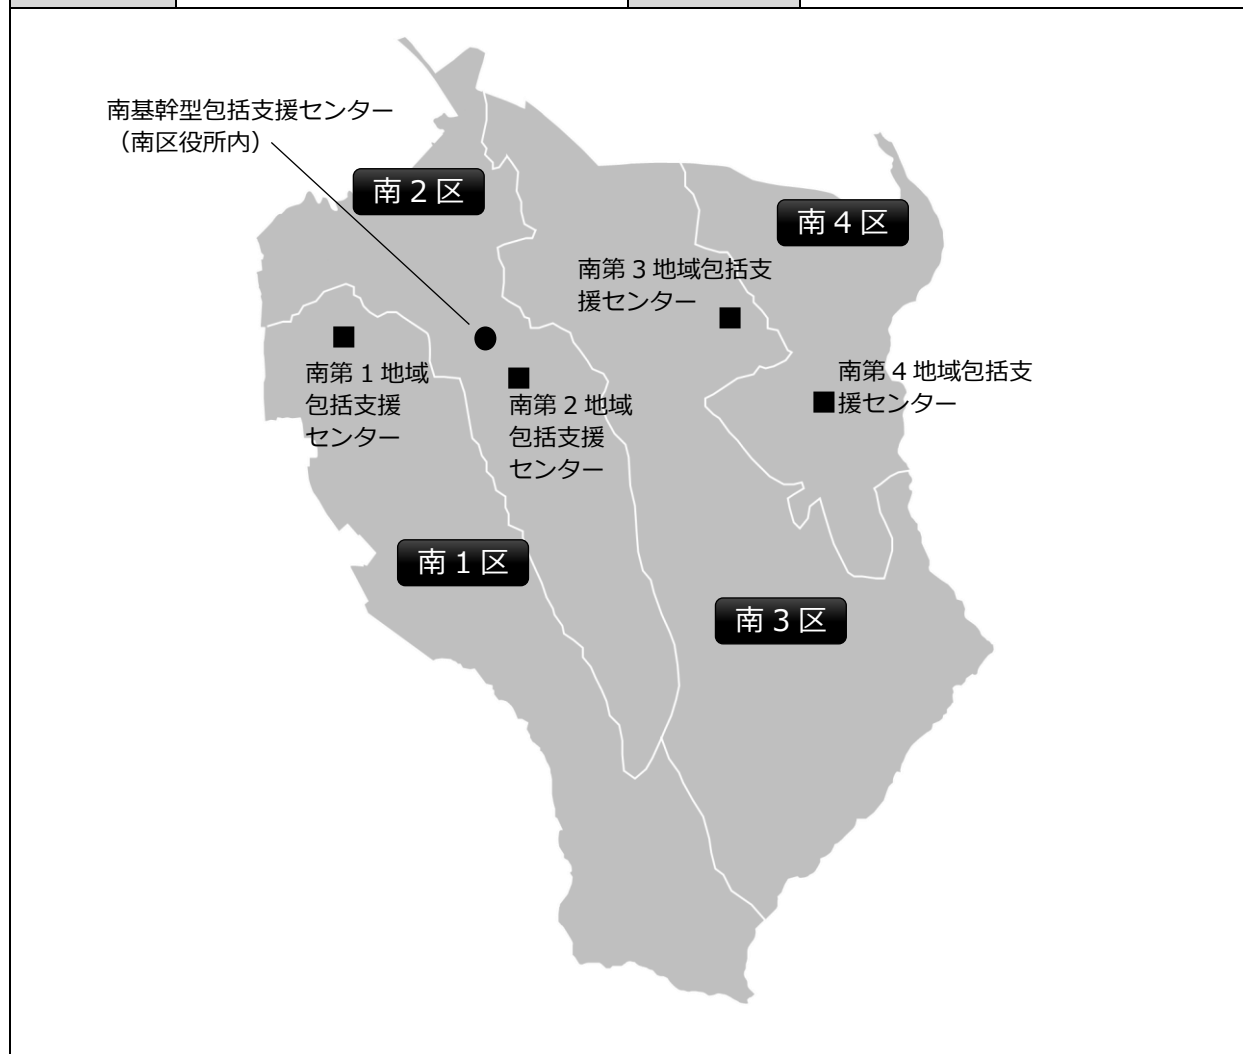 南基幹型包括支援センター
（南区役所内）
南２区
南４区
南第３地域包括支
援センター
南第１地域
包括支援
センター
南第２地域
包括支援
センター
南第４地域包括支
援センター
南１区
南３区